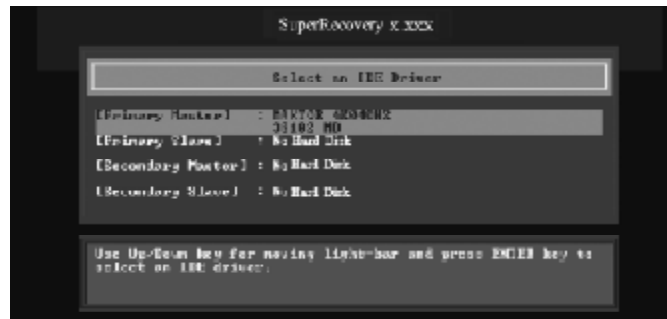 SuperRecovery x.xxx
Select an IDE Driver
[Primary Master] : MAXTOR
MB
[Primary Slave] : No Hard Disk
[Secondary Master] : No Hard Disk
[Secondary Slave] : No Hard Disk
Use Up/Down key for moving light-bar and press ENTER key to
select an IDE driver.